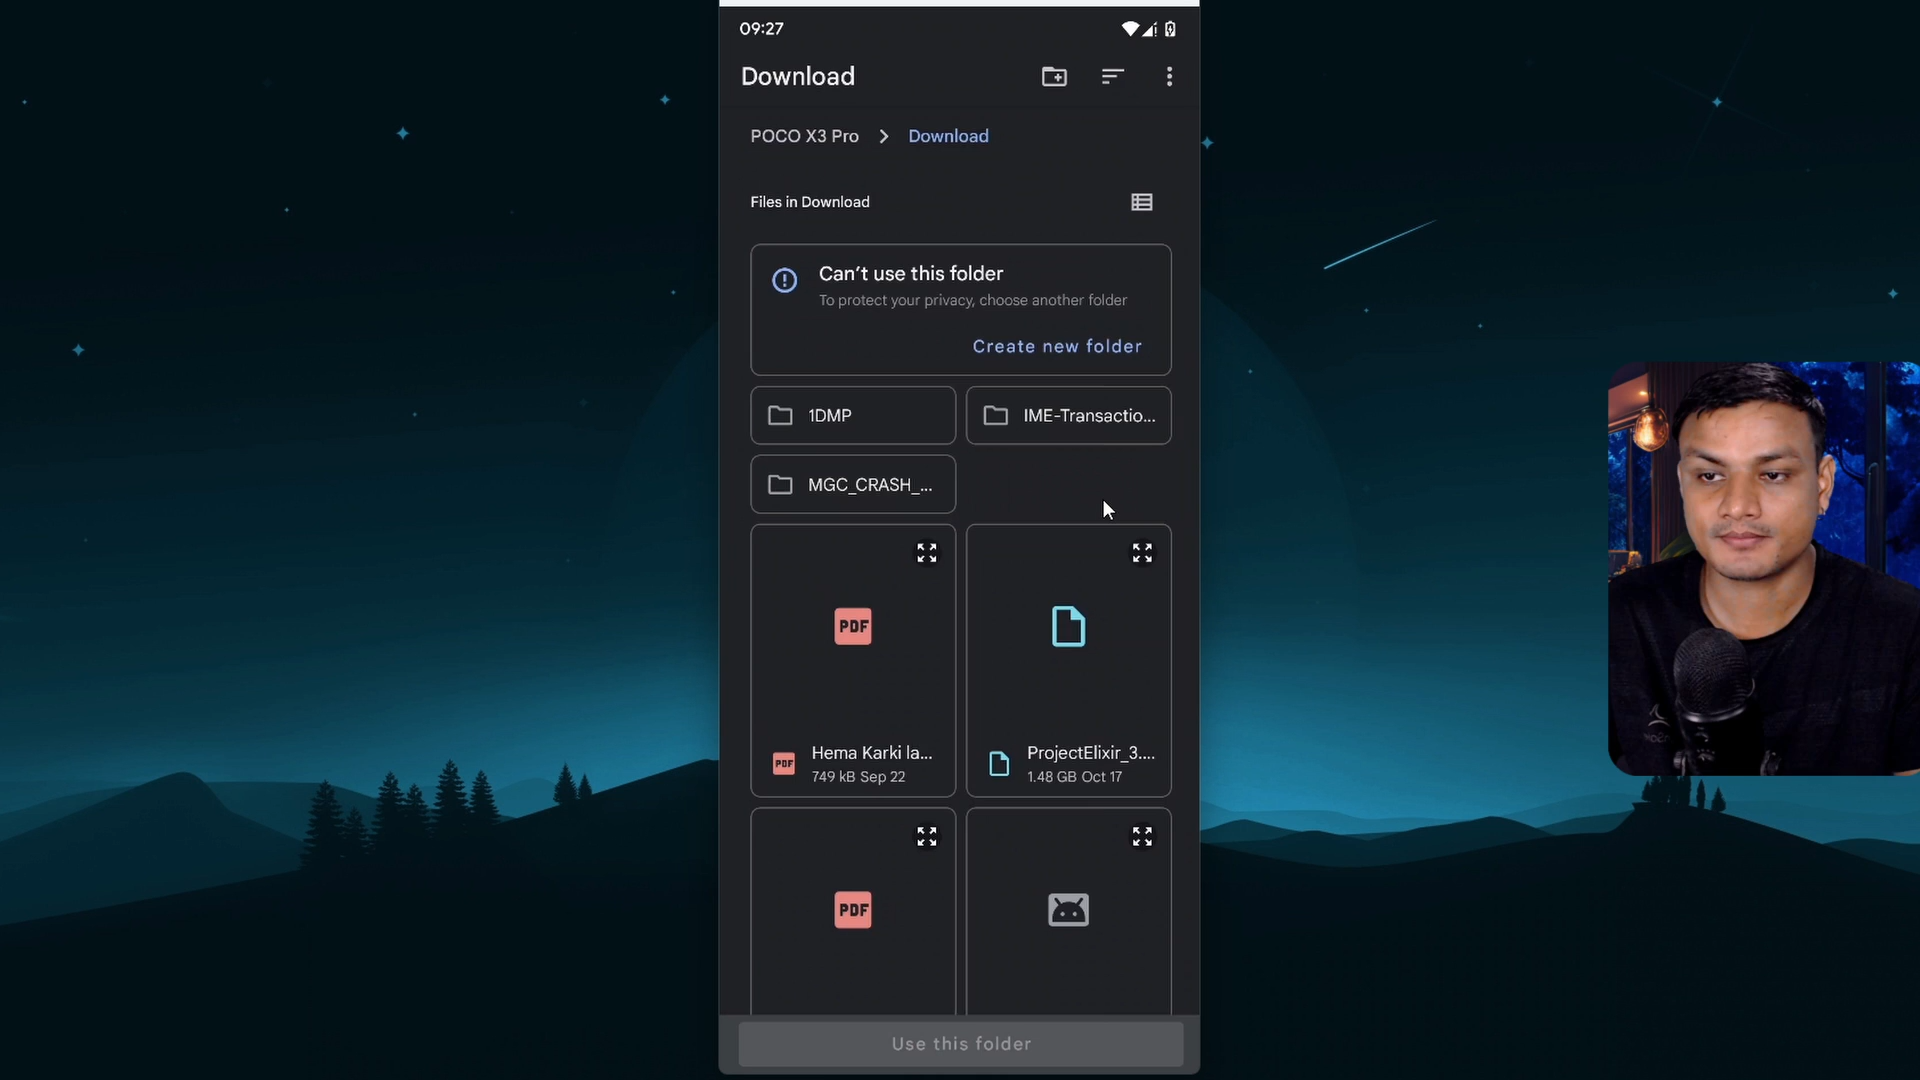 09:27
Download
POCO X3 Pro > Download
Files in Download
Can't use this folder
To protect your privacy, choose another folder
Create new folder
1DMP
IME-Transactio...
MGC_CRASH_...
PDF
PDF
Hema Karki la...
749 kB Sep 22
ProjectElixir_3....
1.48 GB Oct 17
PDF
Use this folder